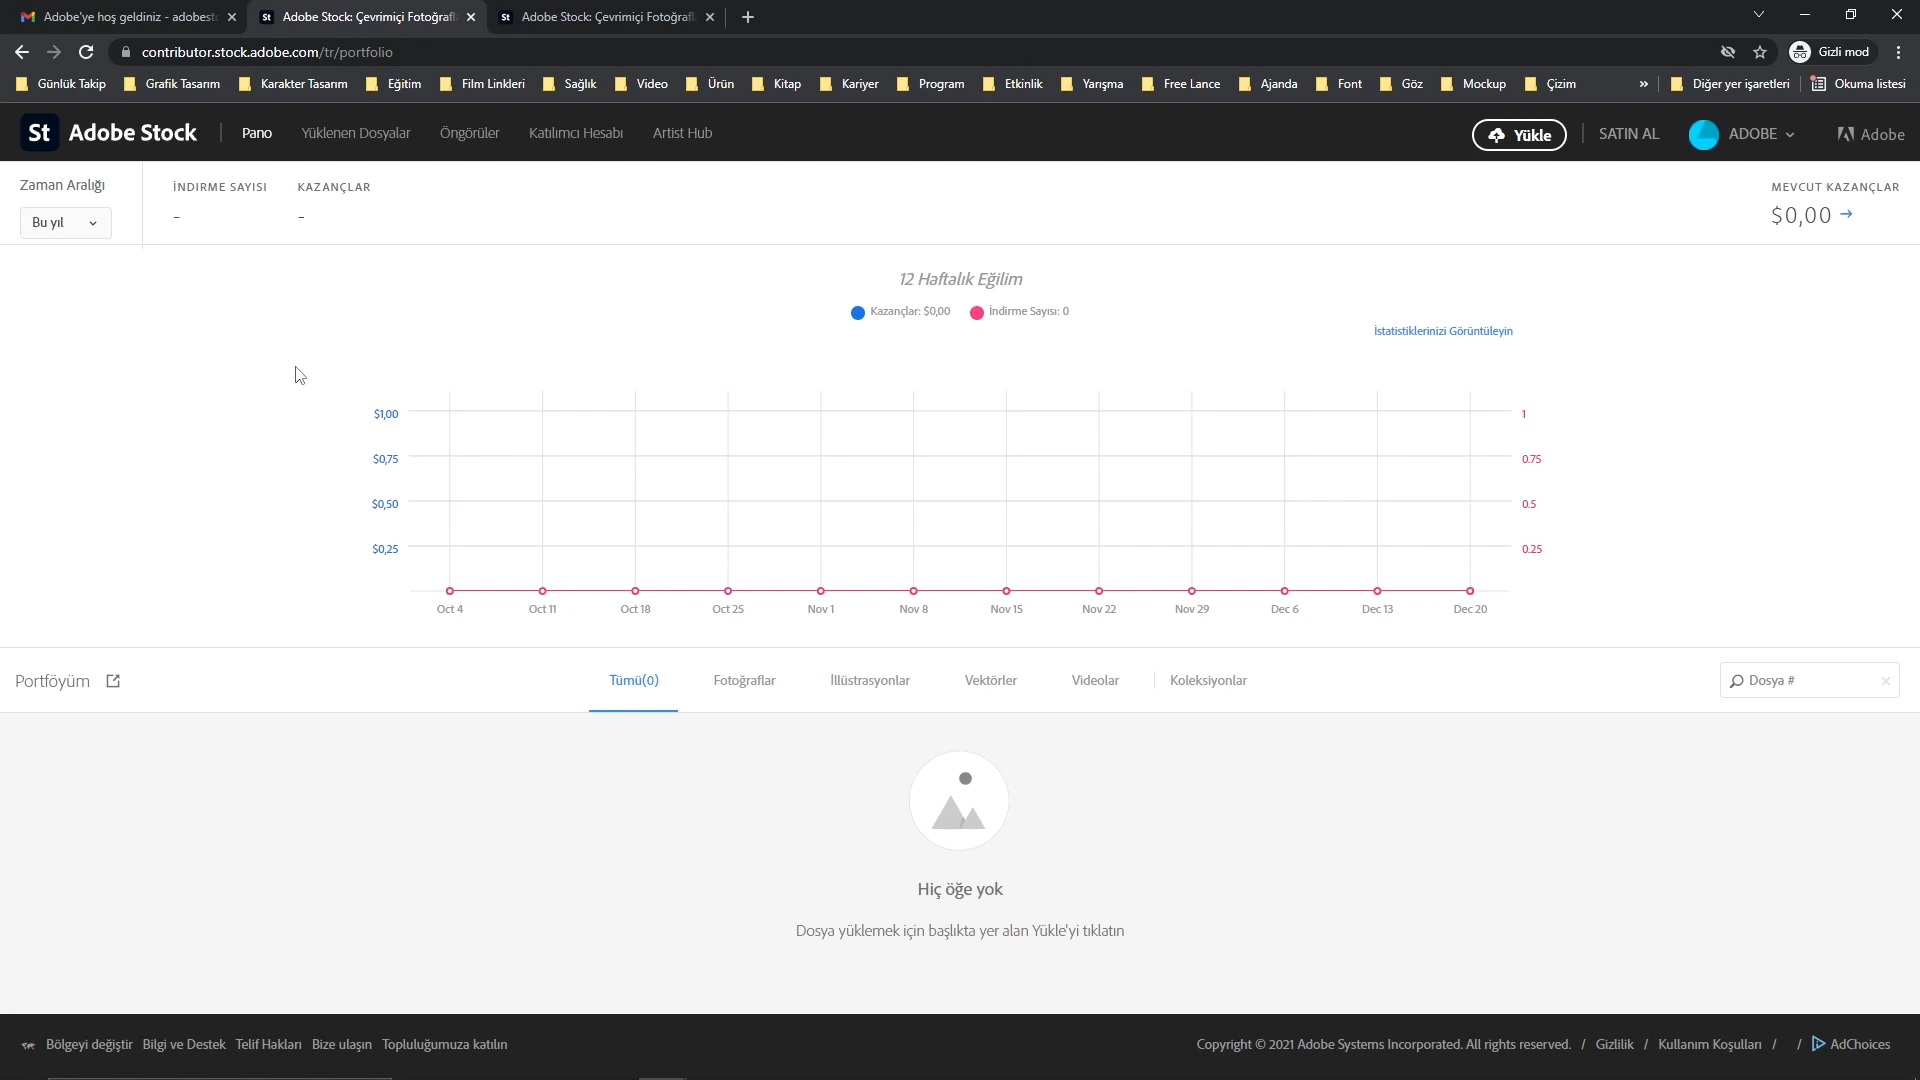 Adobe'ye hoş geldiniz - adobest
Adobe Stock: Çevrimiçi Fotoğrafl
Adobe Stock: Çevrimiçi Fotoğrafl
contributor.stock.adobe.com/tr/portfolio
Gizli mod
Günlük Takip
Grafik Tasarım
Karakter Tasarım
Eğitim
Film Linkleri
Sağlık
Video
Ürün
Kitap
Kariyer
Program
Etkinlik
Yarışma
Free Lance
Ajanda
Font
Göz
Mockup
Çizim
»
Diğer yer işaretleri
Okuma listesi
St Adobe Stock
Pano
Yüklenen Dosyalar
Öngörüler
Katılımcı Hesabı
Artist Hub
Yükle
SATIN AL
ADOBE
Adobe
Zaman Aralığı
Bu yıl
İNDİRME SAYISI
-
KAZANÇLAR
-
MEVCUT KAZANÇLAR
$0,00 →
12 Haftalık Eğilim
Kazançlar: $0,00
İndirme Sayısı: 0
İstatistiklerinizi Görüntüleyin
$1,00
1
$0,75
0.75
$0,50
0.5
$0,25
0.25
Oct 4
Oct 11
Oct 18
Oct 25
Nov 1
Nov 8
Nov 15
Nov 22
Nov 29
Dec 6
Dec 13
Dec 20
Portföyüm
Tümü(0)
Fotoğraflar
İllüstrasyonlar
Vektörler
Videolar
Koleksiyonlar
Dosya #
Hiç öğe yok
Dosya yüklemek için başlıkta yer alan Yükle'yi tıklatın
Bölgeyi değiştir
Bilgi ve Destek
Telif Hakları
Bize ulaşın
Topluluğumuza katılın
Copyright © 2021 Adobe Systems Incorporated. All rights reserved. / Gizlilik / Kullanım Koşulları / / AdChoices